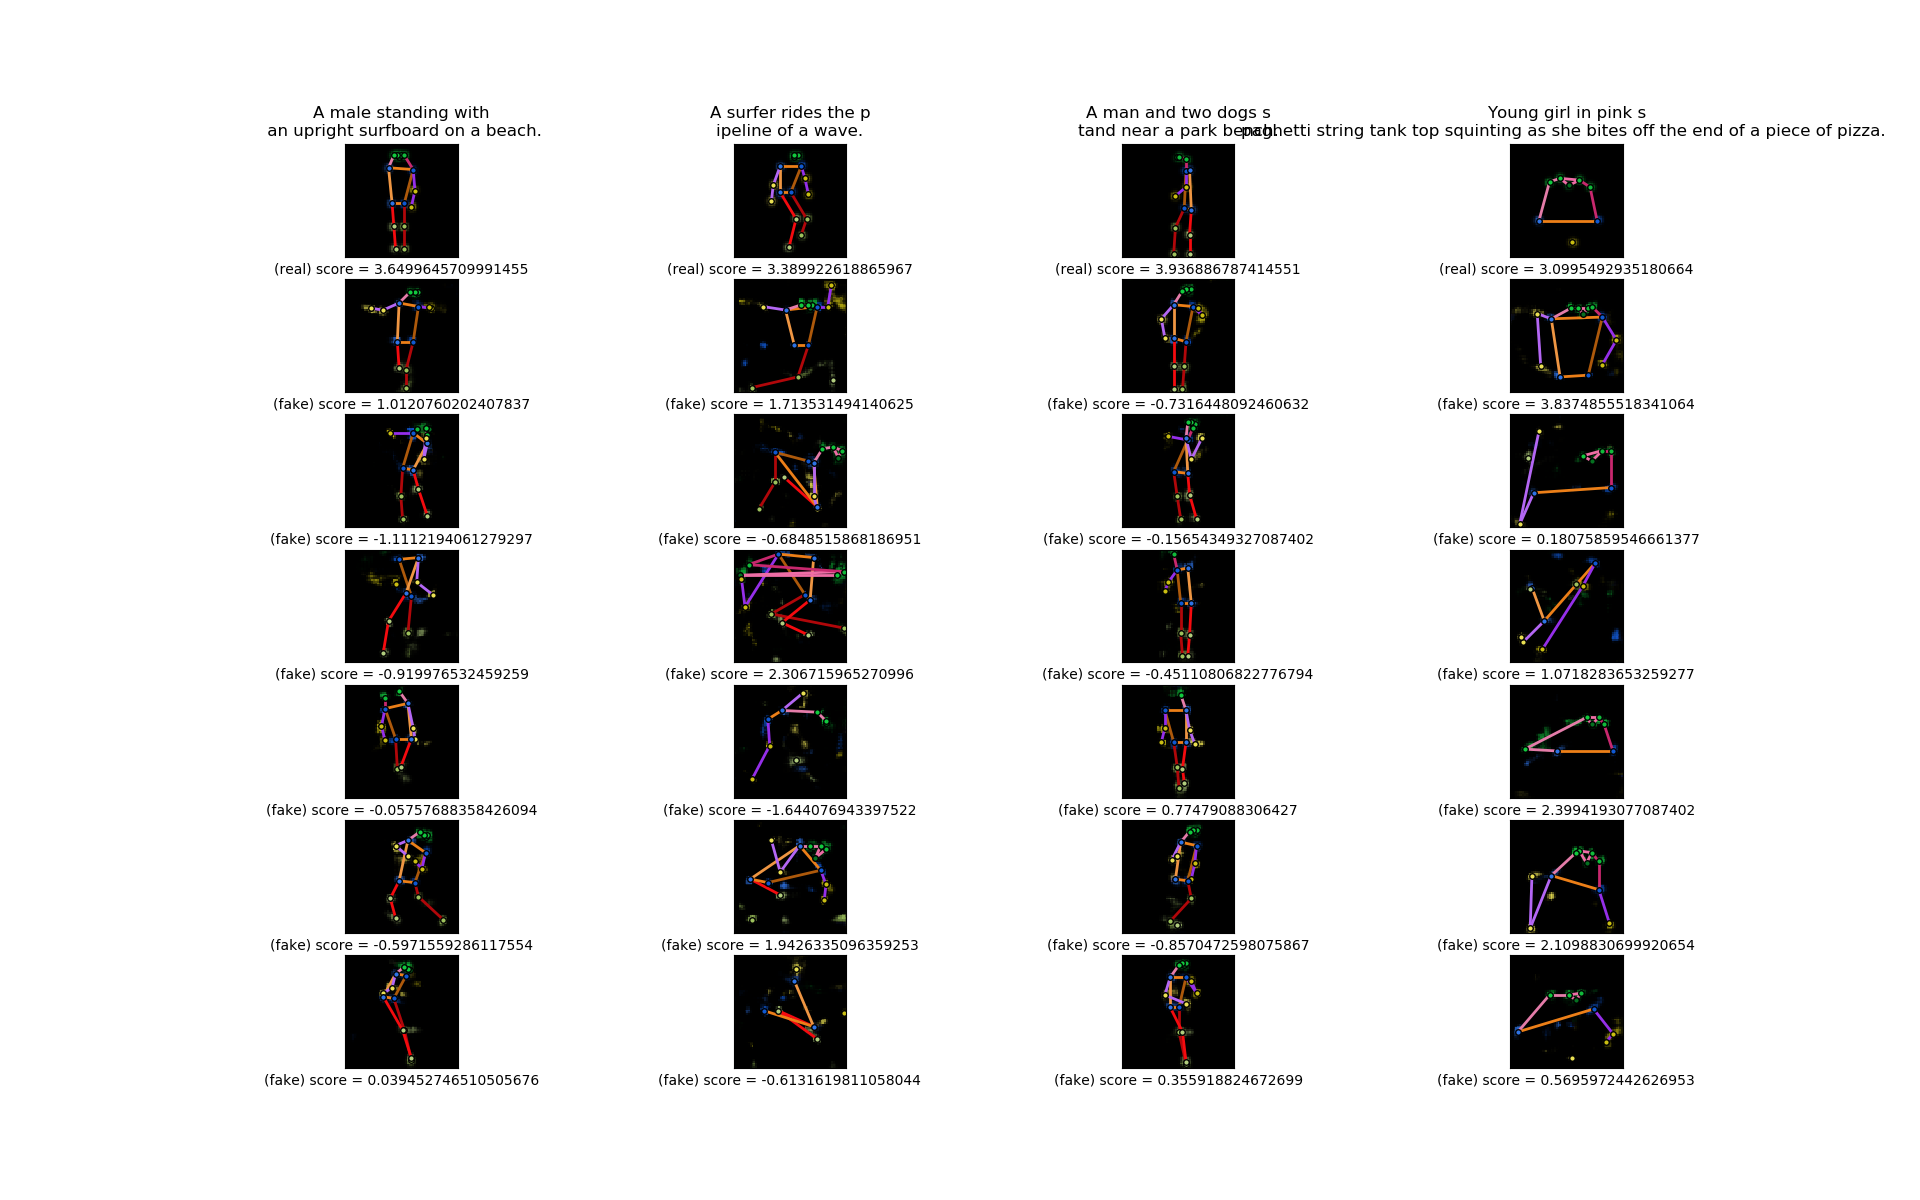 A male standing with
an upright surfboard on a beach.
A surfer rides the p
ipeline of a wave.
A man and two dogs s
tand near a park bench.
Young girl in pink s
paghetti string tank top squinting as she bites off the end of a piece of pizza.
(real) score = 3.6499645709991455
(real) score = 3.389922618865967
(real) score = 3.936886787414551
(real) score = 3.0995492935180664
(fake) score = 1.0120760202407837
(fake) score = 1.713531494140625
(fake) score = -0.7316448092460632
(fake) score = 3.8374855518341064
(fake) score = -1.1112194061279297
(fake) score = -0.6848515868186951
(fake) score = -0.15654349327087402
(fake) score = 0.18075859546661377
(fake) score = -0.919976532459259
(fake) score = 2.306715965270996
(fake) score = -0.45110806822776794
(fake) score = 1.0718283653259277
(fake) score = -0.05757688358426094
(fake) score = -1.644076943397522
(fake) score = 0.77479088306427
(fake) score = 2.3994193077087402
(fake) score = -0.5971559286117554
(fake) score = 1.9426335096359253
(fake) score = -0.8570472598075867
(fake) score = 2.1098830699920654
(fake) score = 0.039452746510505676
(fake) score = -0.6131619811058044
(fake) score = 0.355918824672699
(fake) score = 0.5695972442626953